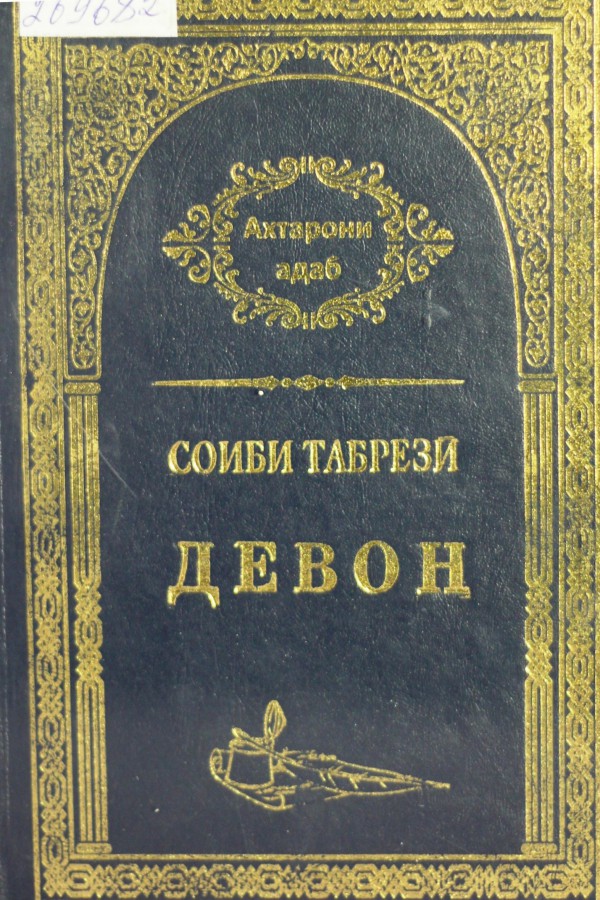 269682
Ахтарони
адаб
СОИБИ ТАБРЕЗӢ
ДЕВОН